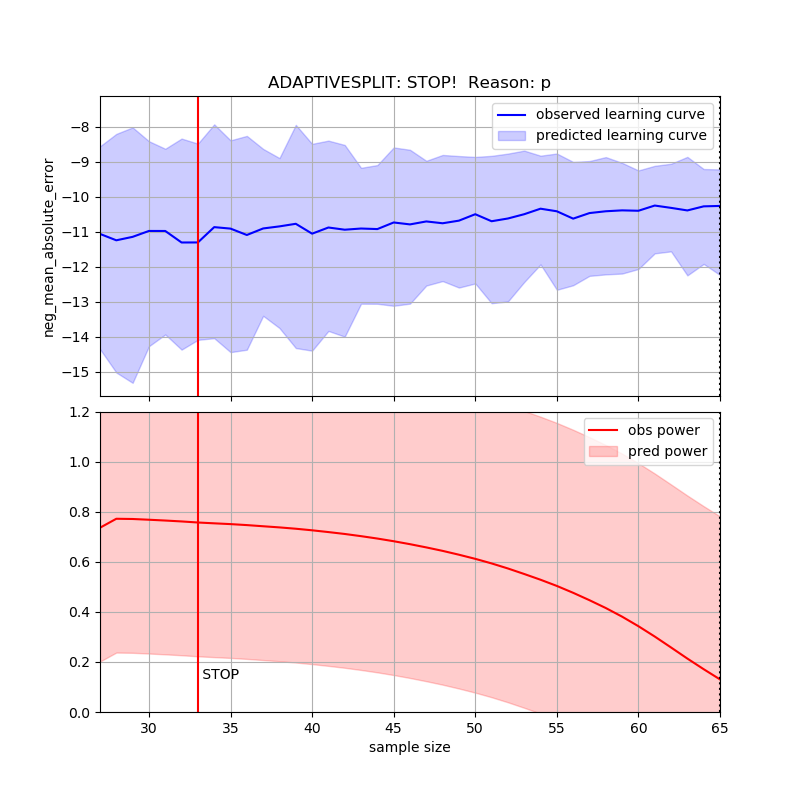 ADAPTIVESPLIT: STOP!  Reason: p
neg_mean_absolute_error
−8
−9
−10
−11
−12
−13
−14
−15
observed learning curve
predicted learning curve
1.2
1.0
0.8
0.6
0.4
0.2
0.0
obs power
pred power
STOP
30 35 40 45 50 55 60 65
sample size